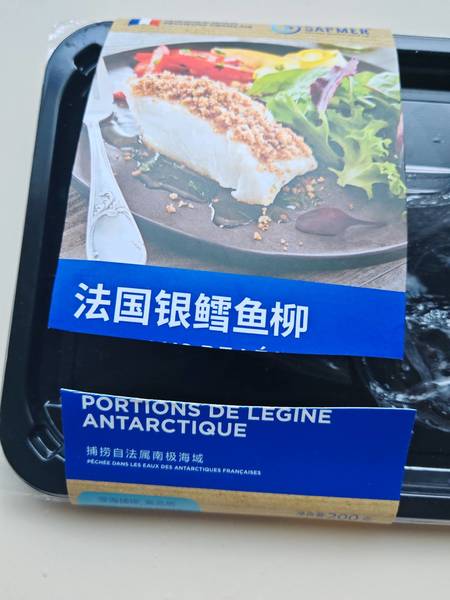 SAPMER
法国银鳕鱼柳
PORTIONS DE LÉGINE
ANTARCTIQUE
捕捞自法属南极海域
PÊCHÉE DANS LES EAUX DES ANTARCTIQUES FRANÇAISES
200